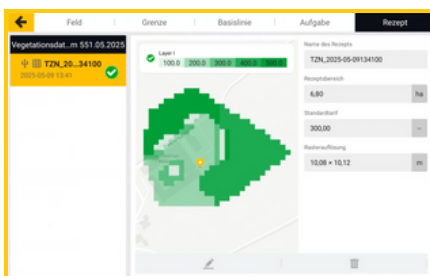 Feld
Grenze
Basislinie
Aufgabe
Rezept
Vegetationsdat...m 551.05.2025
TZN_20...34100
2025-05-09 13:41
Layer I
100.0 200.0 300.0 400.0 500.0
Name des Rezepts
TZN_2025-05-09134100
Rezeptbereich
6,80 ha
Standardtarif
300,00 --
Rasterauflösung
10,08 × 10,12 m